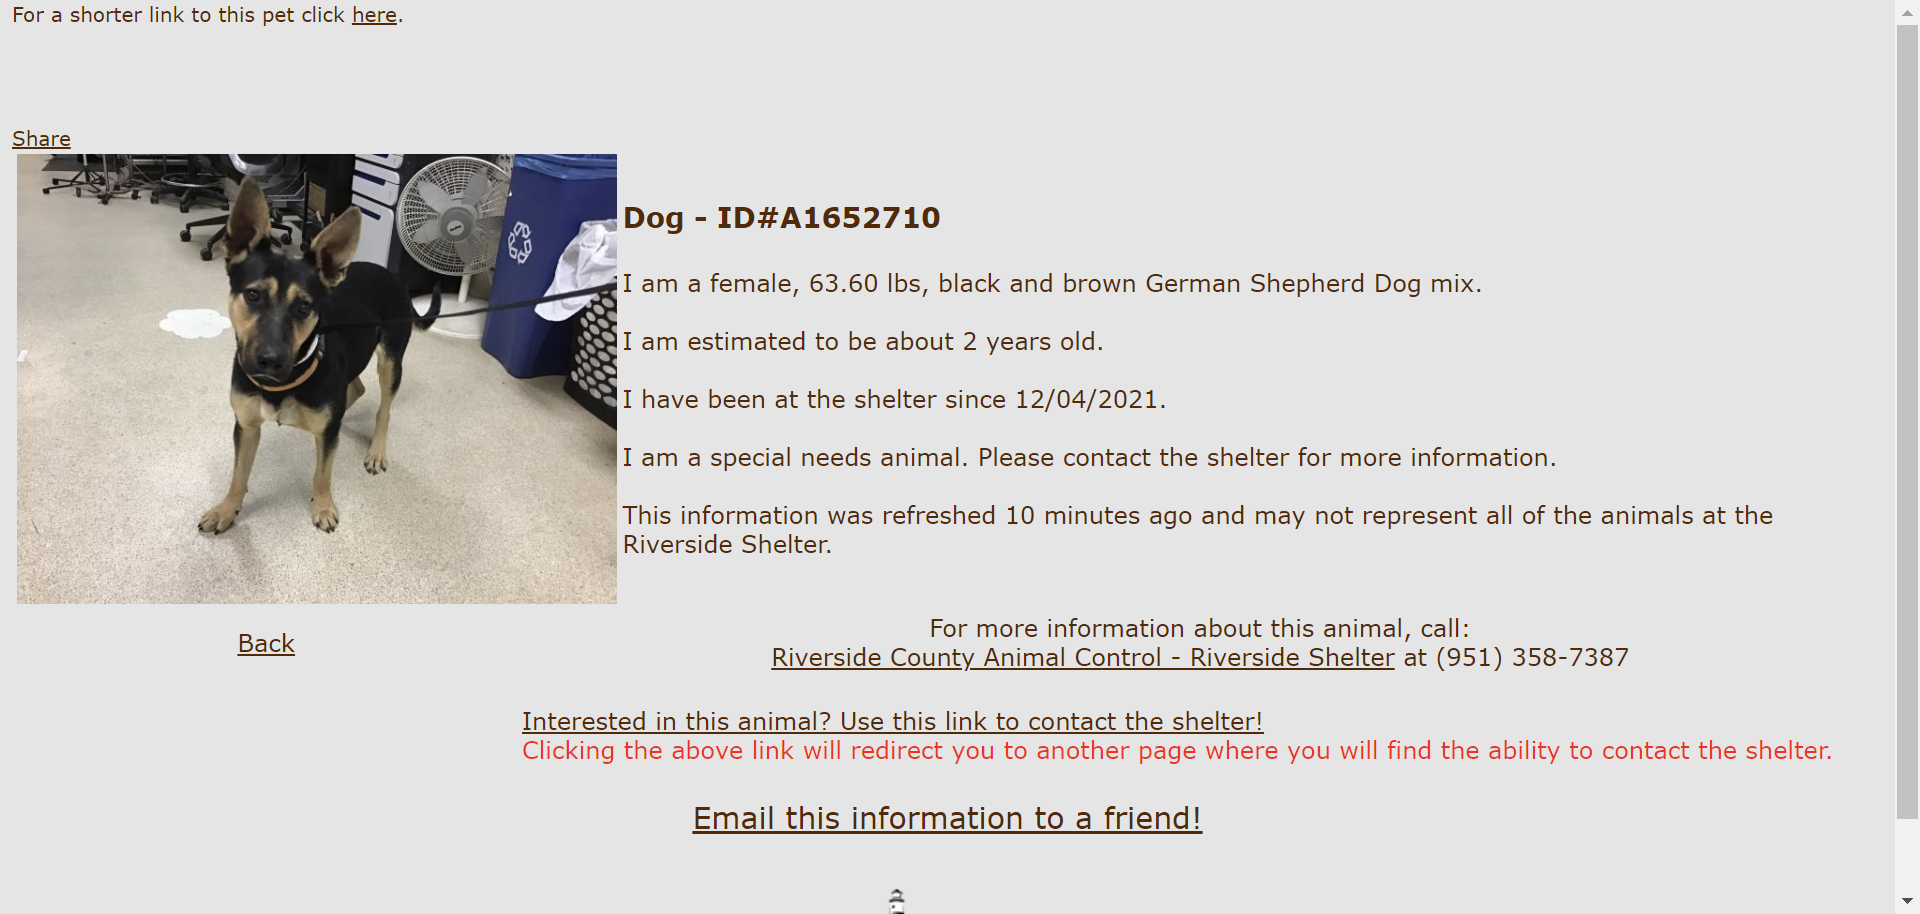 For a shorter link to this pet click here.
Share
Dog - ID#A1652710
I am a female, 63.60 lbs, black and brown German Shepherd Dog mix.
I am estimated to be about 2 years old.
I have been at the shelter since 12/04/2021.
I am a special needs animal. Please contact the shelter for more information.
This information was refreshed 10 minutes ago and may not represent all of the animals at the
Riverside Shelter.
Back
For more information about this animal, call:
Riverside County Animal Control - Riverside Shelter at (951) 358-7387
Interested in this animal? Use this link to contact the shelter!
Clicking the above link will redirect you to another page where you will find the ability to contact the shelter.
Email this information to a friend!